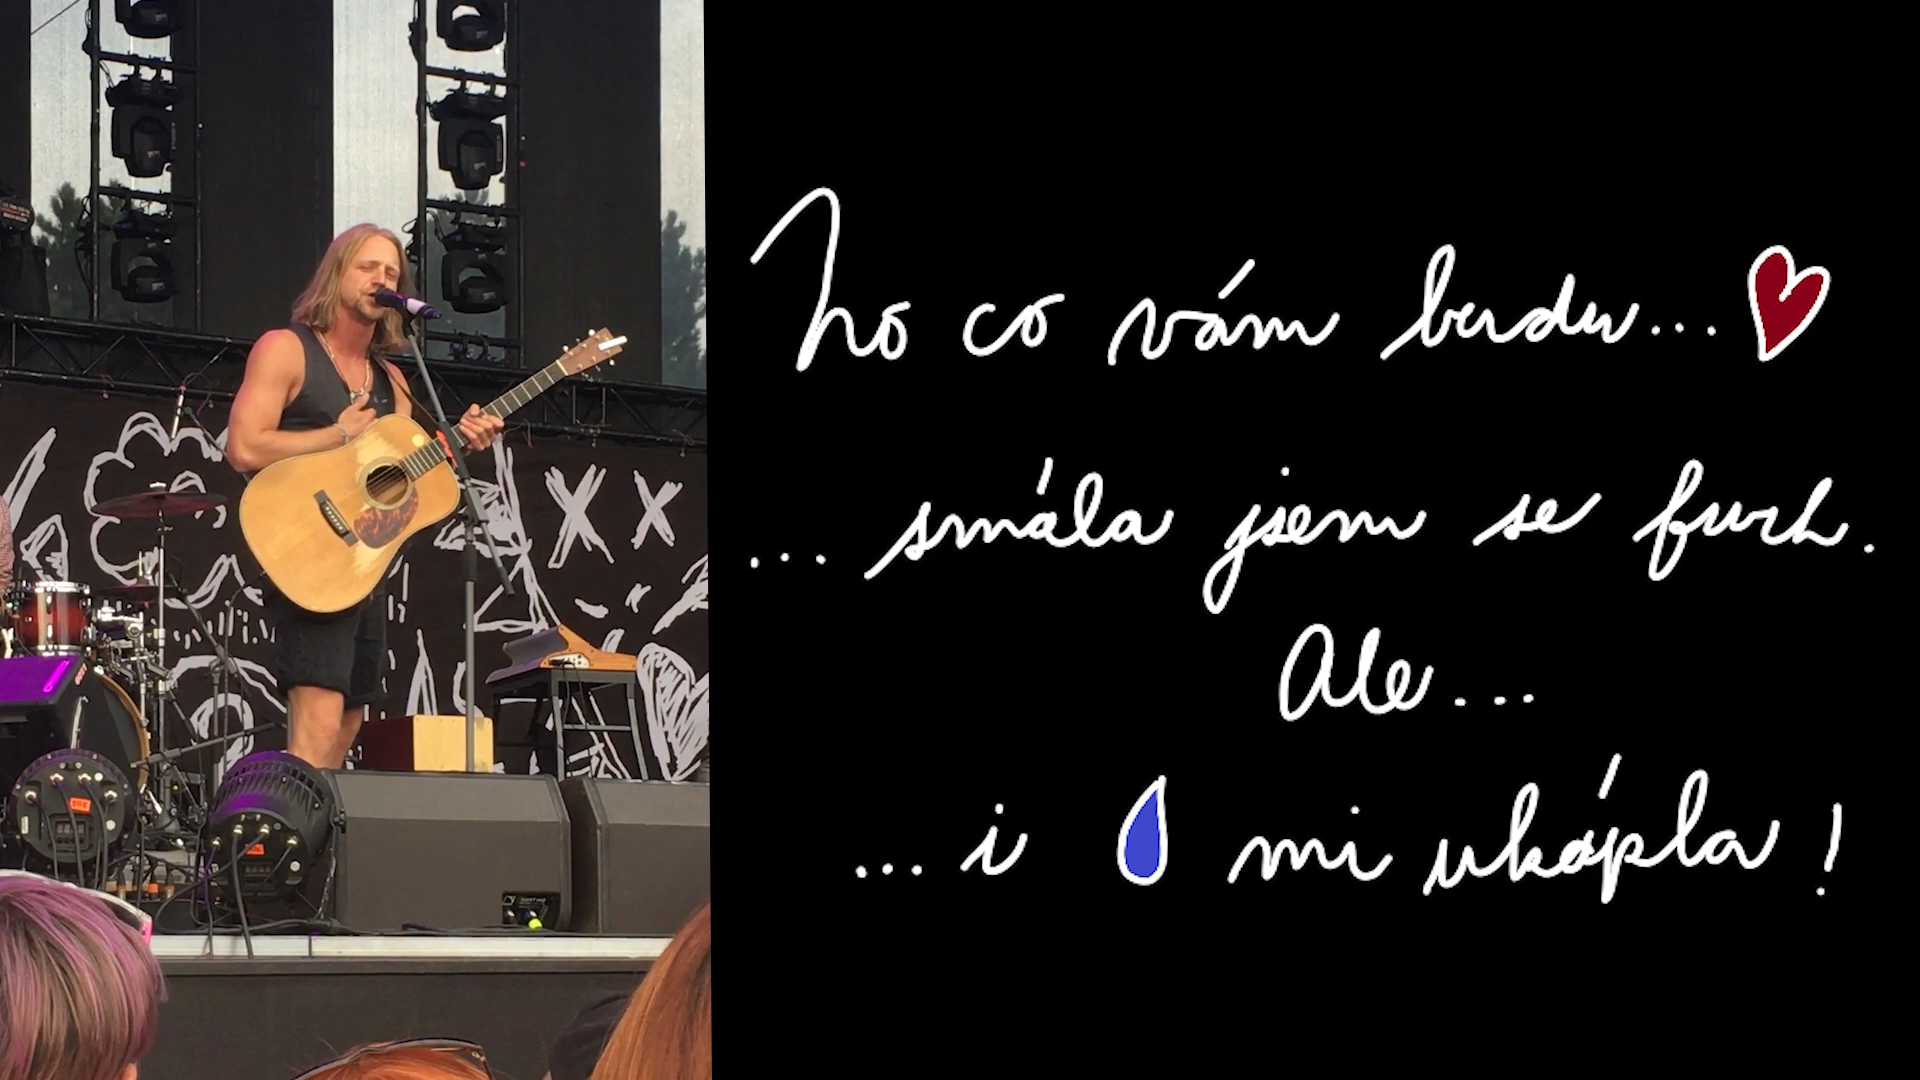 No co vám budu...
... smála jsem se furt.
Ale...
... i mi ukápla!